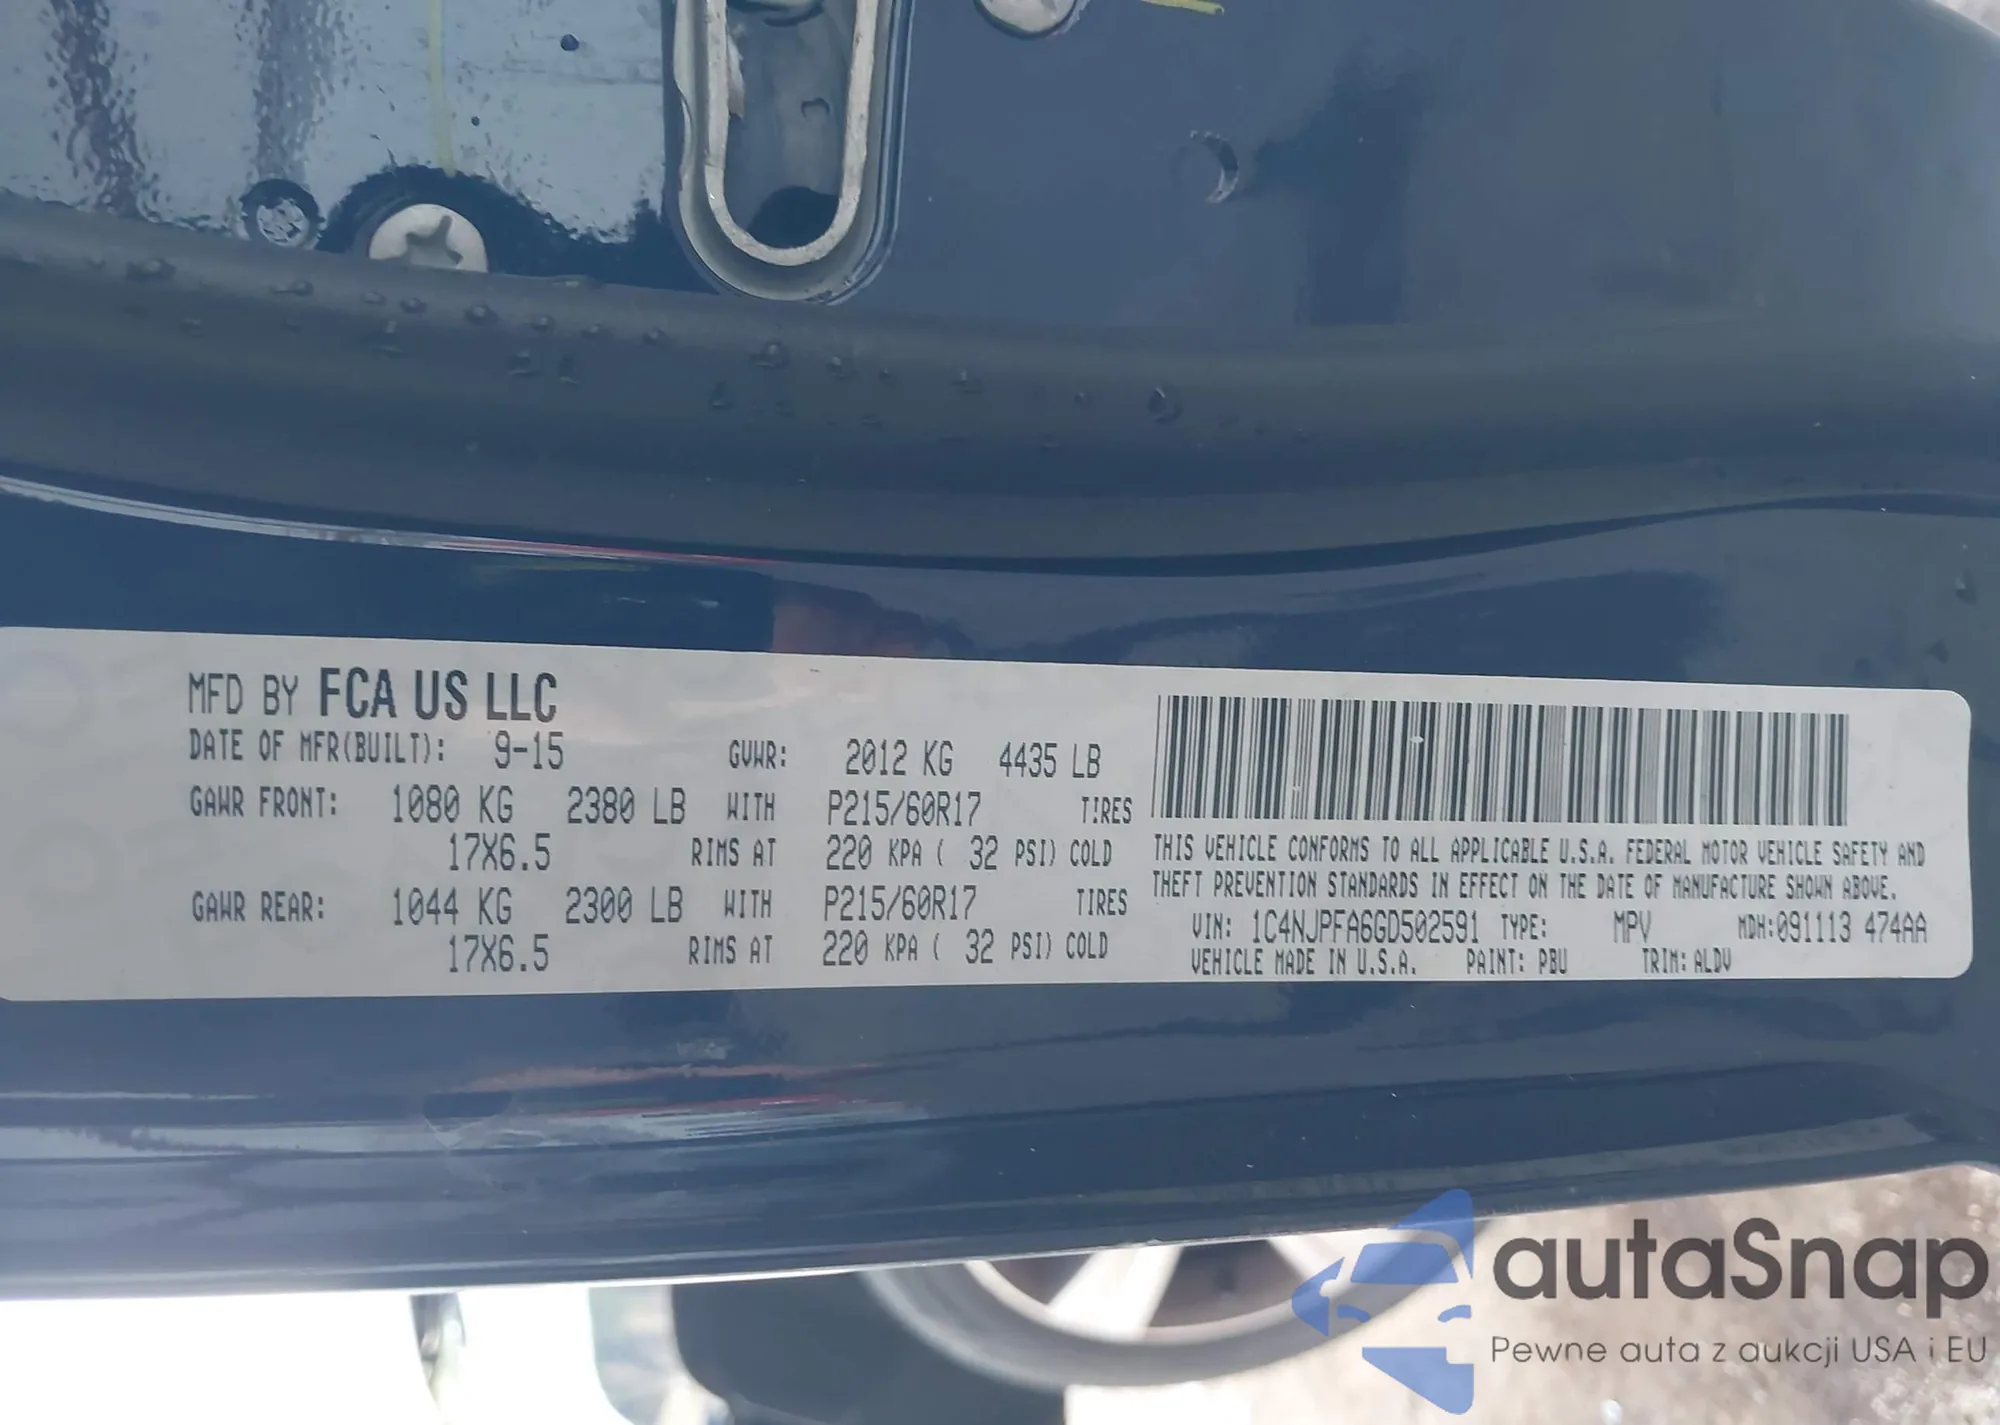 MFD BY FCA US LLC
DATE OF MFR(BUILT): 9-15 GVWR: 2012 KG 4435 LB
GAWR FRONT: 1080 KG 2380 LB WITH P215/60R17 TIRES
17X6.5 RIMS AT 220 KPA ( 32 PSI) COLD
GAWR REAR: 1044 KG 2300 LB WITH P215/60R17 TIRES
17X6.5 RIMS AT 220 KPA ( 32 PSI) COLD
THIS VEHICLE CONFORMS TO ALL APPLICABLE U.S.A. FEDERAL MOTOR VEHICLE SAFETY AND
THEFT PREVENTION STANDARDS IN EFFECT ON THE DATE OF MANUFACTURE SHOWN ABOVE.
VIN: 1C4NJPFA6GD502591 TYPE: MPV MDH:091113 474AA
VEHICLE MADE IN U.S.A. PAINT: PBU TRIM: ALDV
autaSnap
Pewne auta z aukcji USA i EU